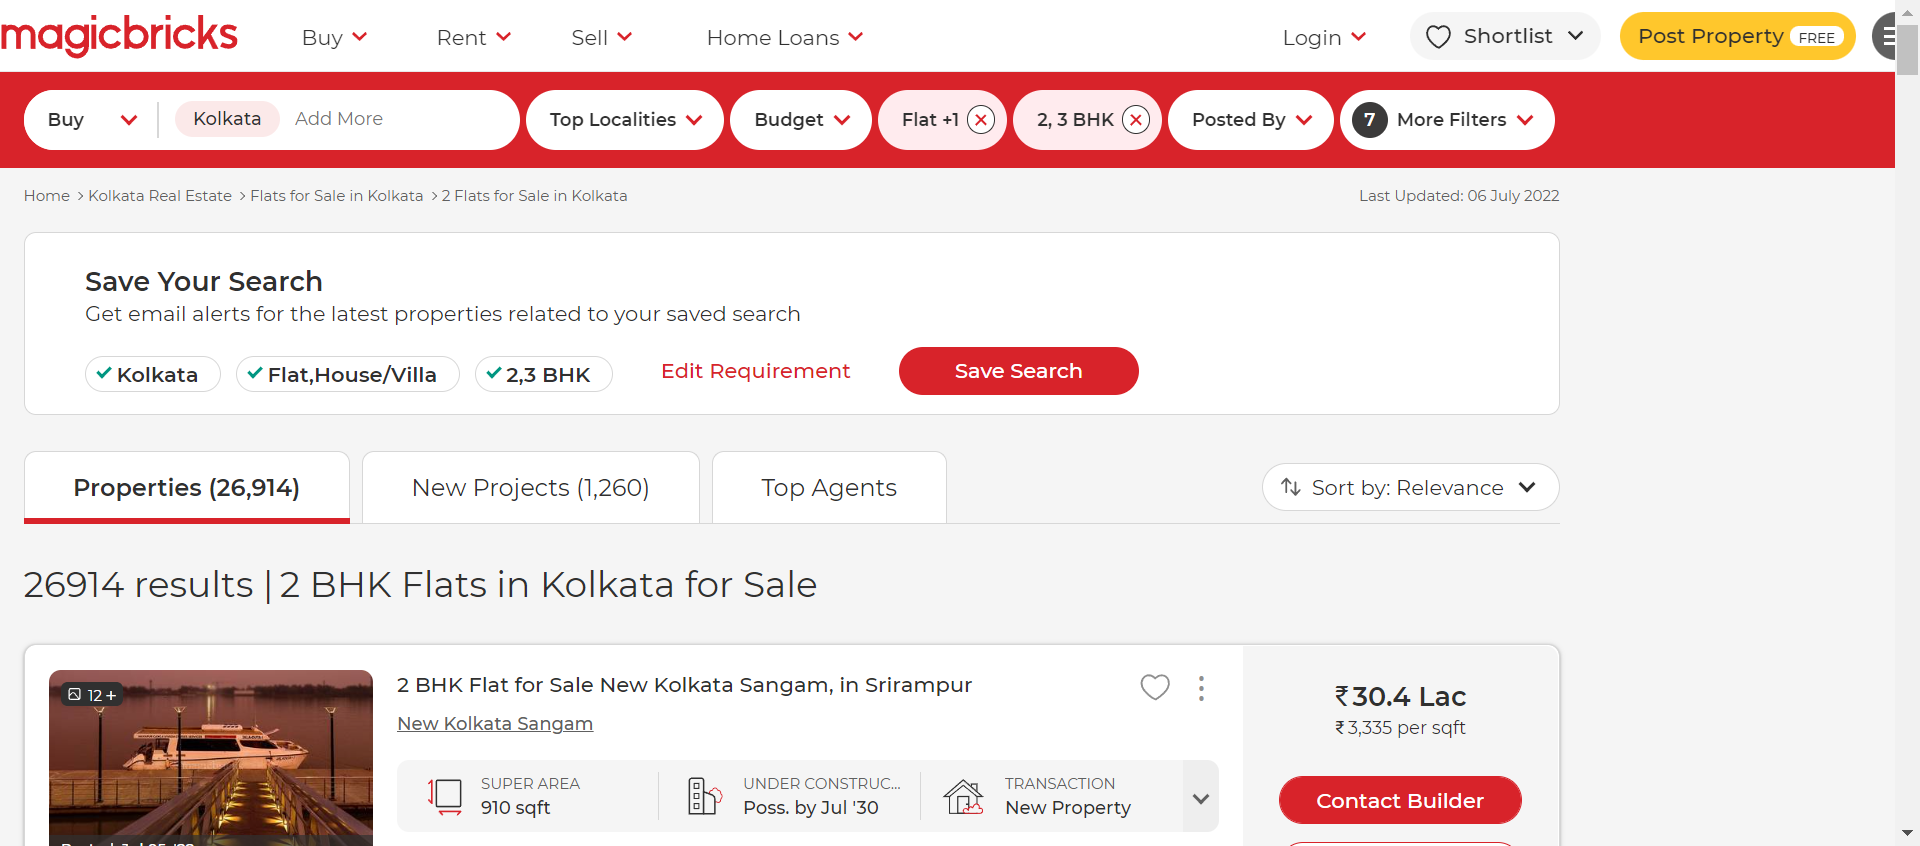 magicbricks
Buy
Rent
Sell
Home Loans
Login
Shortlist
Post Property FREE
Buy
Kolkata
Add More
Top Localities
Budget
Flat +1
2, 3 BHK
Posted By
7 More Filters
Home > Kolkata Real Estate > Flats for Sale in Kolkata > 2 Flats for Sale in Kolkata
Last Updated: 06 July 2022
Save Your Search
Get email alerts for the latest properties related to your saved search
Kolkata
Flat,House/Villa
2,3 BHK
Edit Requirement
Save Search
Properties (26,914)
New Projects (1,260)
Top Agents
Sort by: Relevance
26914 results | 2 BHK Flats in Kolkata for Sale
12 +
2 BHK Flat for Sale New Kolkata Sangam, in Srirampur
New Kolkata Sangam
SUPER AREA
910 sqft
UNDER CONSTRUC...
Poss. by Jul '30
TRANSACTION
New Property
₹30.4 Lac
₹3,335 per sqft
Contact Builder